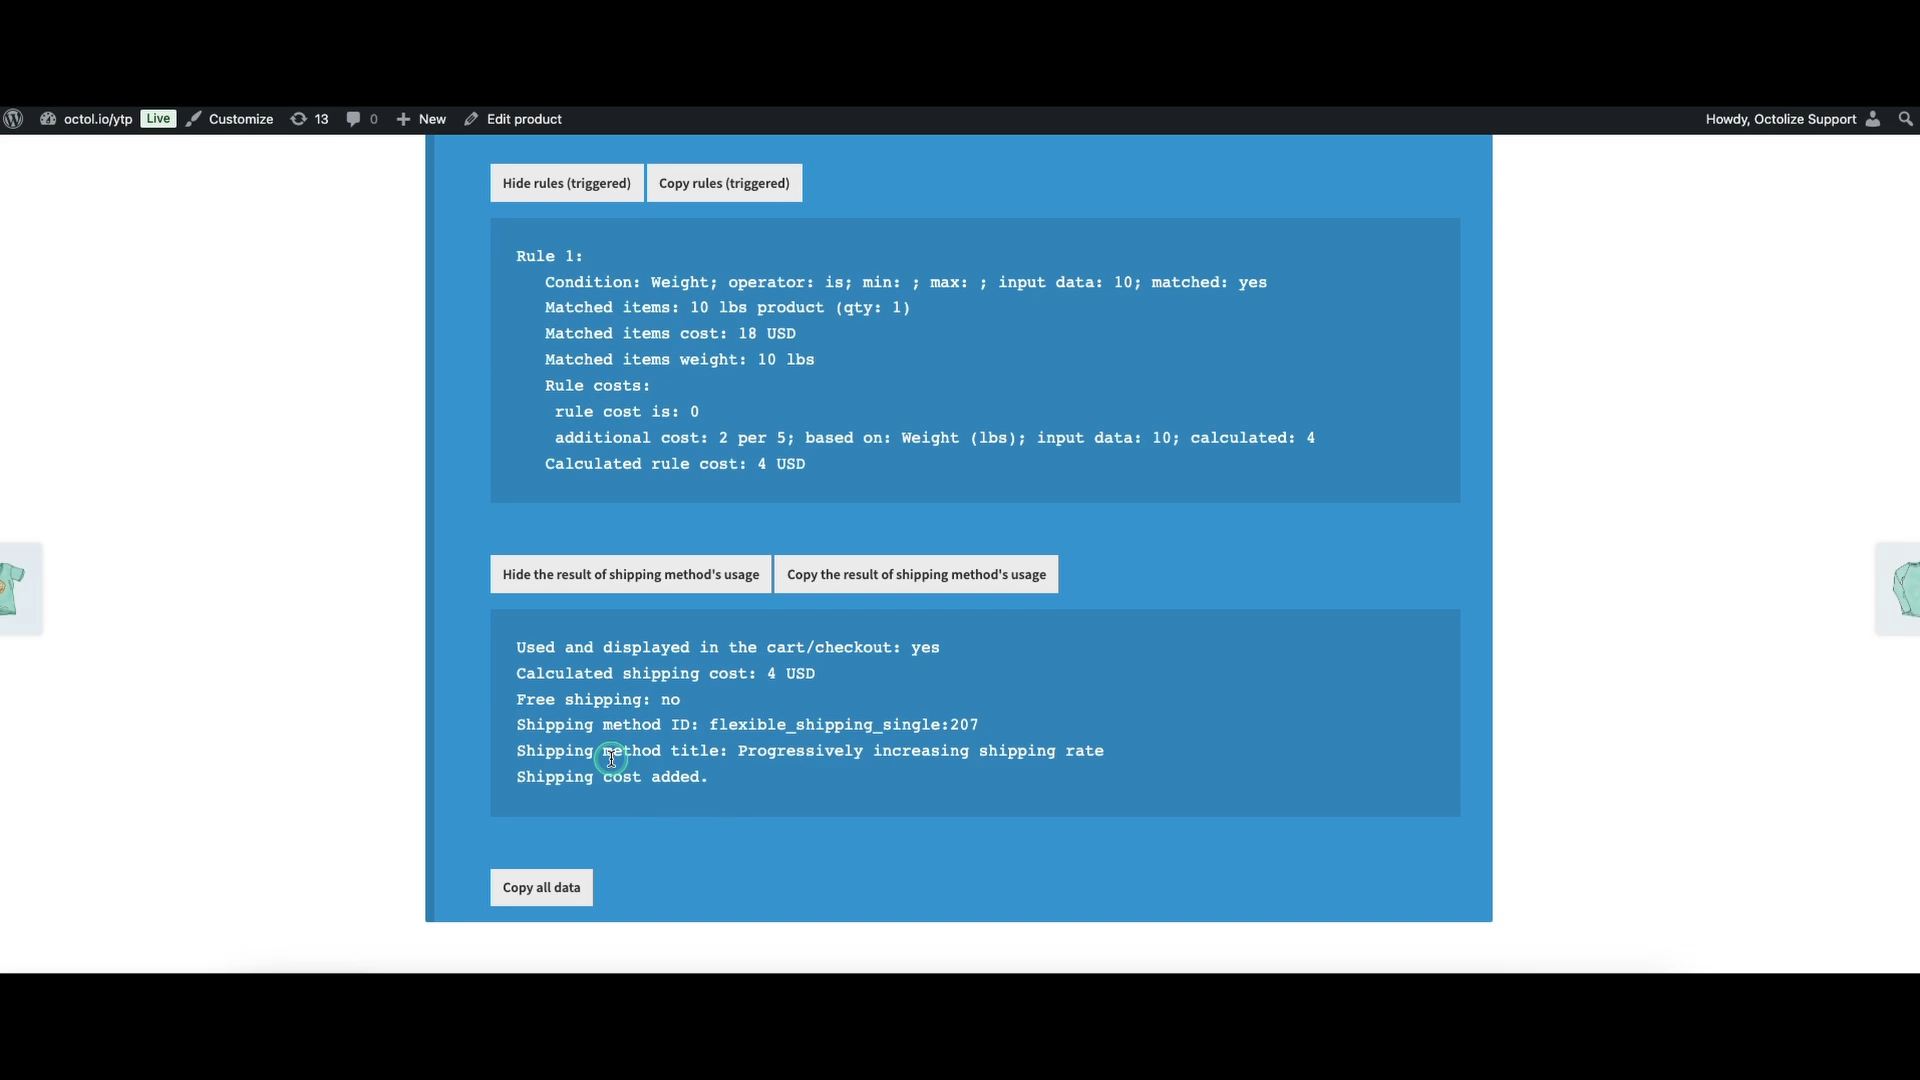 octol.io/ytp Live Customize 13 0 New Edit product Howdy, Octolize Support
Hide rules (triggered) Copy rules (triggered)
Rule 1:
Condition: Weight; operator: is; min: ; max: ; input data: 10; matched: yes
Matched items: 10 lbs product (qty: 1)
Matched items cost: 18 USD
Matched items weight: 10 lbs
Rule costs:
rule cost is: 0
additional cost: 2 per 5; based on: Weight (lbs); input data: 10; calculated: 4
Calculated rule cost: 4 USD
Hide the result of shipping method's usage Copy the result of shipping method's usage
Used and displayed in the cart/checkout: yes
Calculated shipping cost: 4 USD
Free shipping: no
Shipping method ID: flexible_shipping_single:207
Shipping method title: Progressively increasing shipping rate
Shipping cost added.
Copy all data